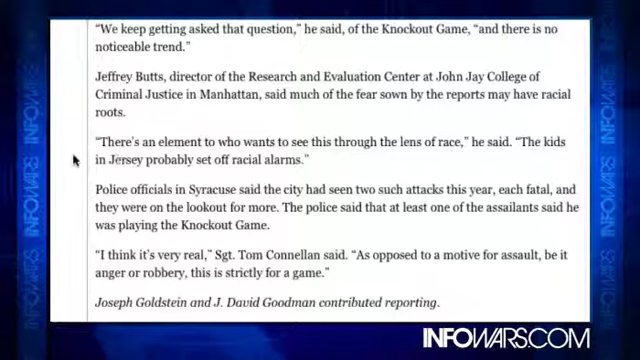 “We keep getting asked that question,” he said, of the Knockout Game, “and there is no
noticeable trend.”
Jeffrey Butts, director of the Research and Evaluation Center at John Jay College of
Criminal Justice in Manhattan, said much of the fear sown by the reports may have racial
roots.
“There’s an element to who wants to see this through the lens of race,” he said. “The kids
in Jersey probably set off racial alarms.”
Police officials in Syracuse said the city had seen two such attacks this year, each fatal, and
they were on the lookout for more. The police said that at least one of the assailants said he
was playing the Knockout Game.
“I think it’s very real,” Sgt. Tom Connellan said. “As opposed to a motive for assault, be it
anger or robbery, this is strictly for a game.”
Joseph Goldstein and J. David Goodman contributed reporting.
INFOWARS
INFOWARS
INFOWARS
INFOWARS
INFOWARS.COM